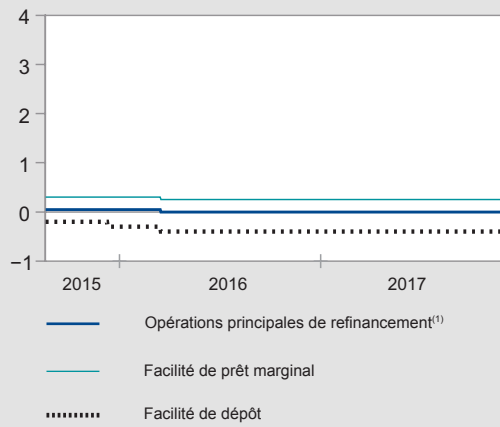 4
3
2
1
0
−1
2015 2016 2017
Opérations principales de refinancement(1)
Facilité de prêt marginal
Facilité de dépôt